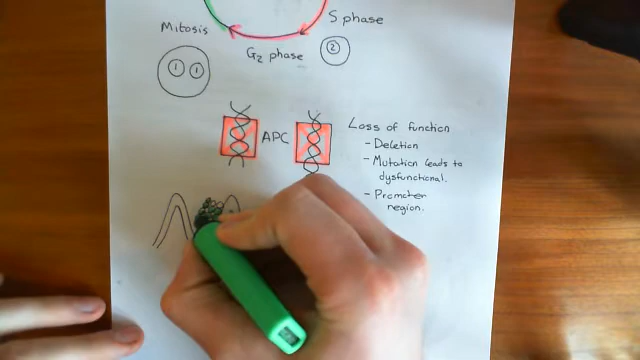 S phase
Mitosis
2
G2 phase
1 1
APC
Loss of function
- Deletion
- Mutation leads to
dysfunctional.
- Promoter
region.